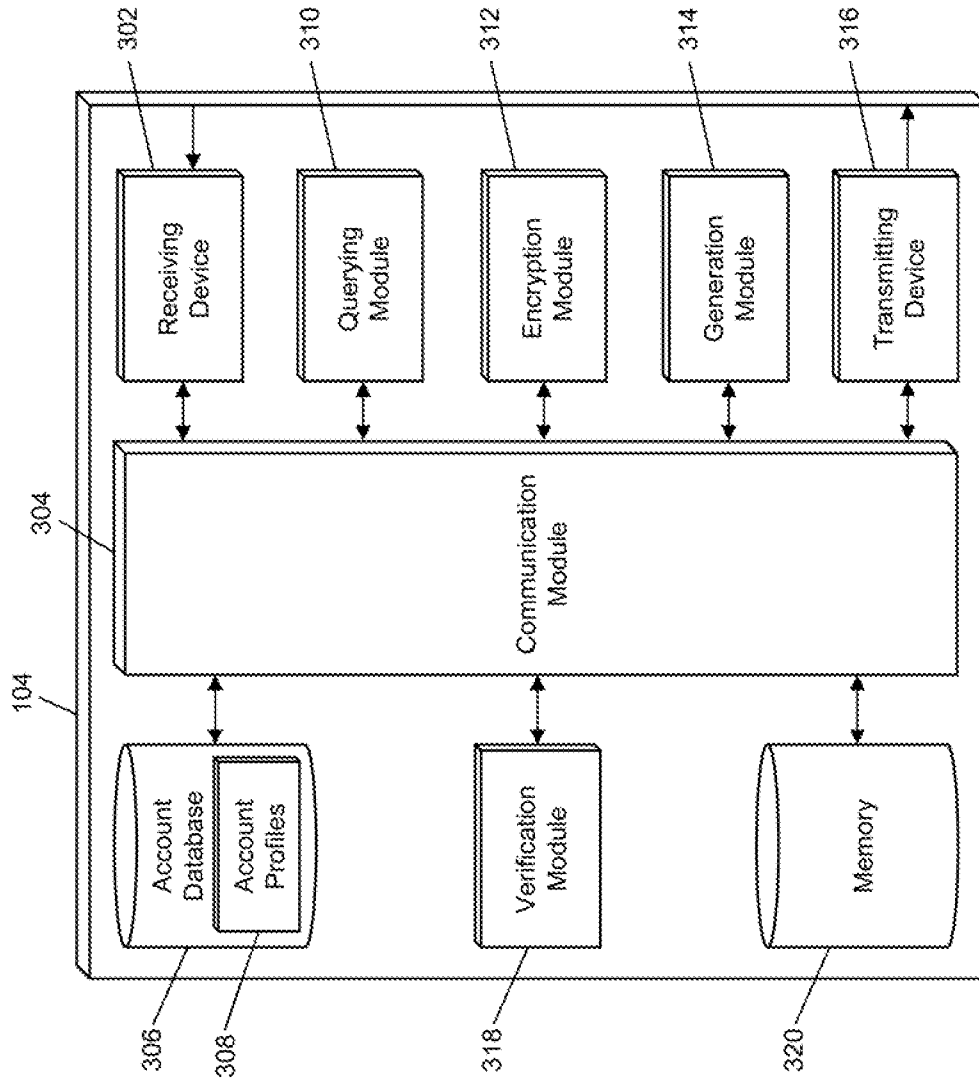 104
304
302
310
312
314
316
306
308
318
320
Account
Database
Account
Profiles
Verification
Module
Memory
Communication
Module
Receiving
Device
Querying
Module
Encryption
Module
Generation
Module
Transmitting
Device